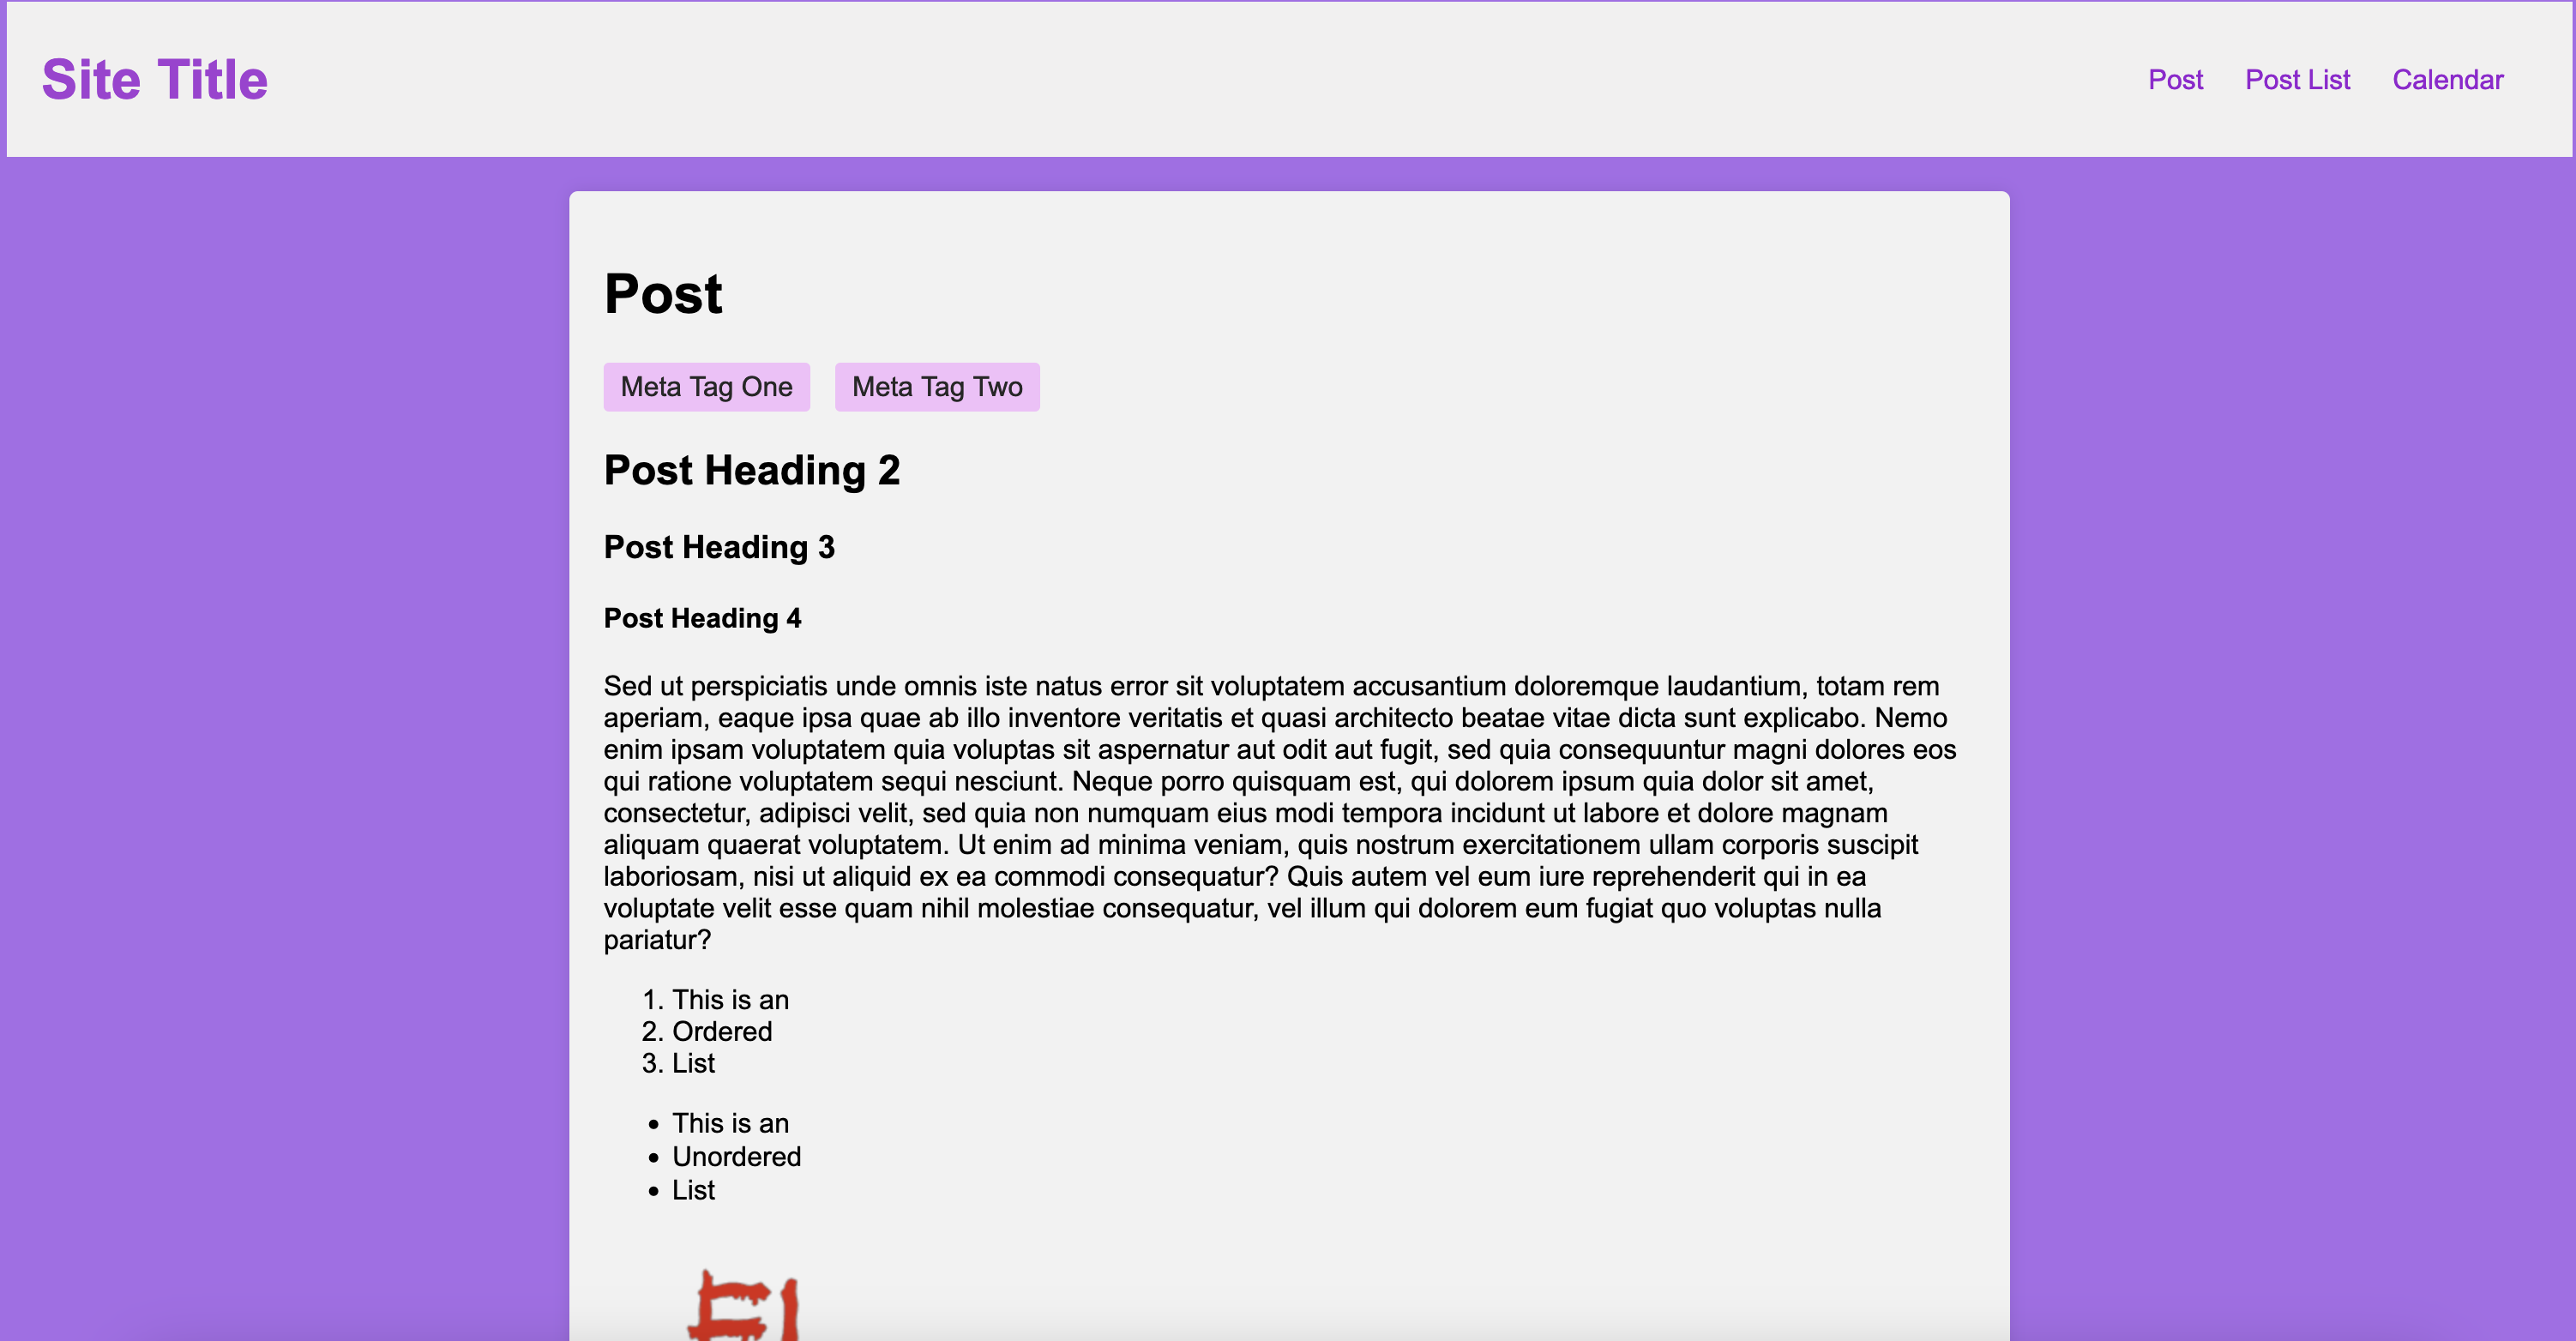 Site Title
Post Post List Calendar
Post
Meta Tag One Meta Tag Two
Post Heading 2
Post Heading 3
Post Heading 4
Sed ut perspiciatis unde omnis iste natus error sit voluptatem accusantium doloremque laudantium, totam rem
aperiam, eaque ipsa quae ab illo inventore veritatis et quasi architecto beatae vitae dicta sunt explicabo. Nemo
enim ipsam voluptatem quia voluptas sit aspernatur aut odit aut fugit, sed quia consequuntur magni dolores eos
qui ratione voluptatem sequi nesciunt. Neque porro quisquam est, qui dolorem ipsum quia dolor sit amet,
consectetur, adipisci velit, sed quia non numquam eius modi tempora incidunt ut labore et dolore magnam
aliquam quaerat voluptatem. Ut enim ad minima veniam, quis nostrum exercitationem ullam corporis suscipit
laboriosam, nisi ut aliquid ex ea commodi consequatur? Quis autem vel eum iure reprehenderit qui in ea
voluptate velit esse quam nihil molestiae consequatur, vel illum qui dolorem eum fugiat quo voluptas nulla
pariatur?
1. This is an
2. Ordered
3. List
• This is an
• Unordered
• List